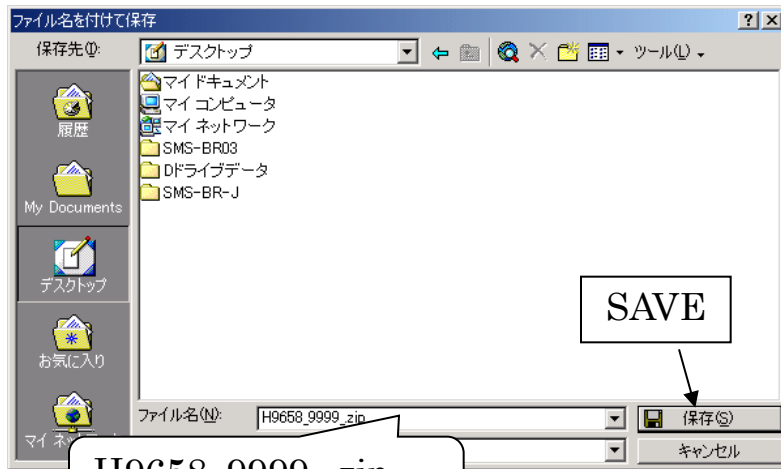 ファイル名を付けて保存
保存先(I):
デスクトップ
ツール(L)
履歴
My Documents
デスクトップ
お気に入り
マイ ドキュメント
マイ コンピュータ
マイ ネットワーク
SMS-BR03
Dドライブデータ
SMS-BR-J
SAVE
ファイル名(N):
H9658_9999_zip
保存(S)
キャンセル
H9658_9999_zip